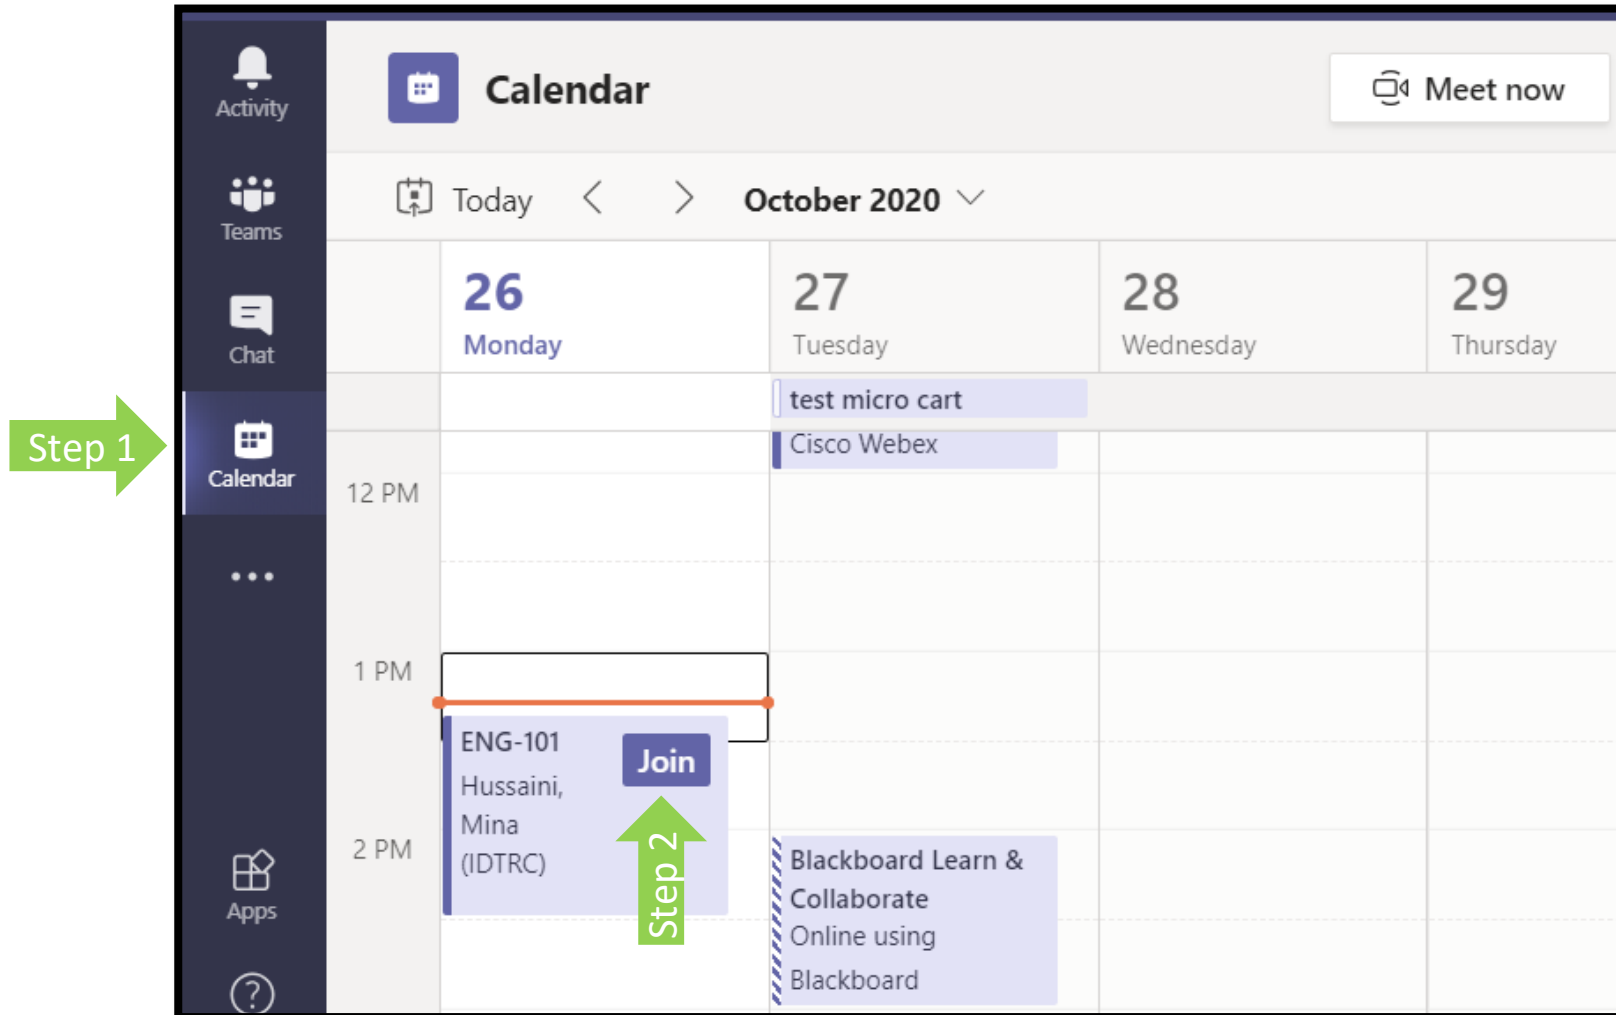 Activity
Teams
Chat
Step 1
Calendar
Apps
Calendar
Meet now
Today
October 2020
26
Monday
27
Tuesday
28
Wednesday
29
Thursday
test micro cart
Cisco Webex
12 PM
1 PM
2 PM
ENG-101
Hussaini,
Mina
(IDTRC)
Join
Step 2
Blackboard Learn &
Collaborate
Online using
Blackboard